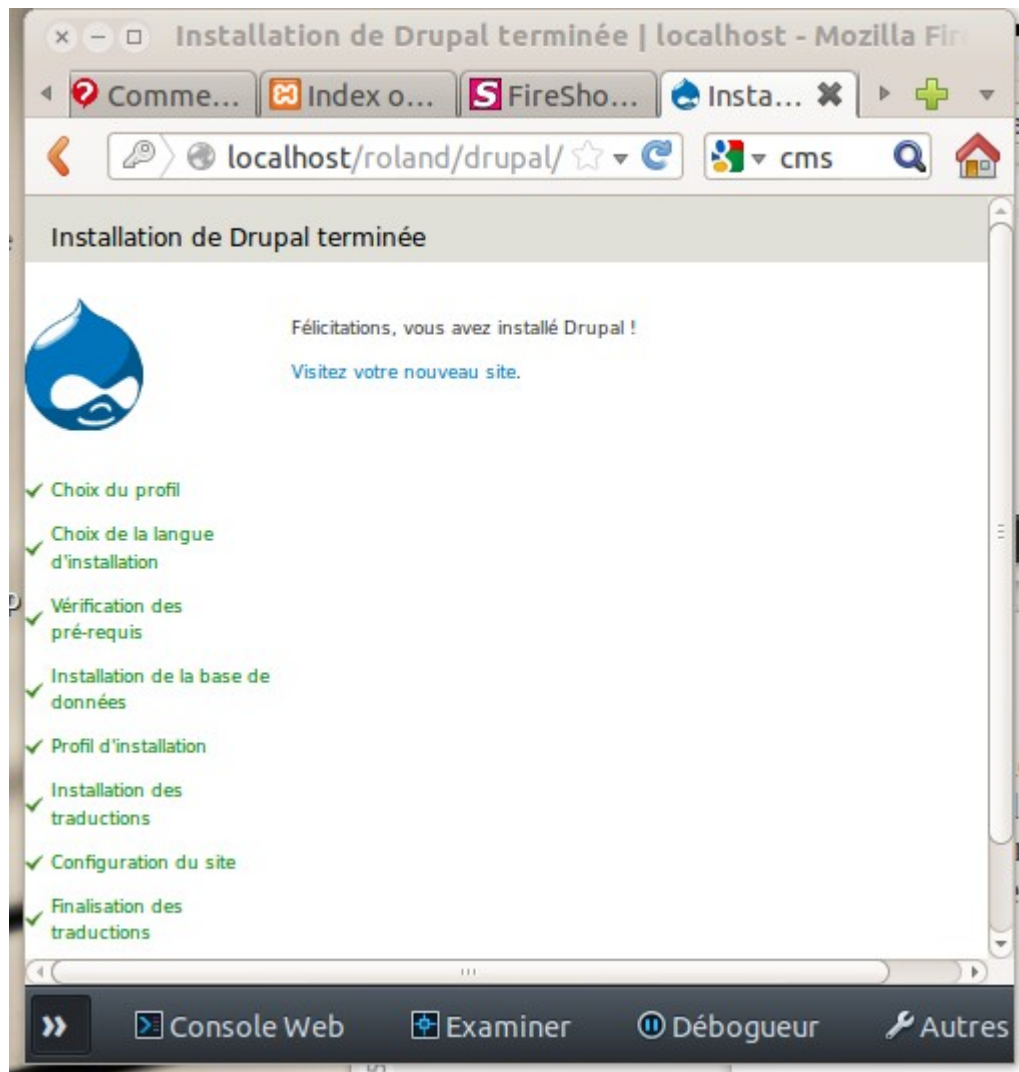 Installation de Drupal terminée | localhost - Mozilla Fir
Comme... Index o... FireSho... Insta...
localhost/roland/drupal/ cms
Installation de Drupal terminée
Félicitations, vous avez installé Drupal !
Visitez votre nouveau site.
Choix du profil
Choix de la langue
d'installation
Vérification des
pré-requis
Installation de la base de
données
Profil d'installation
Installation des
traductions
Configuration du site
Finalisation des
traductions
Console Web Examiner Débogueur Autres